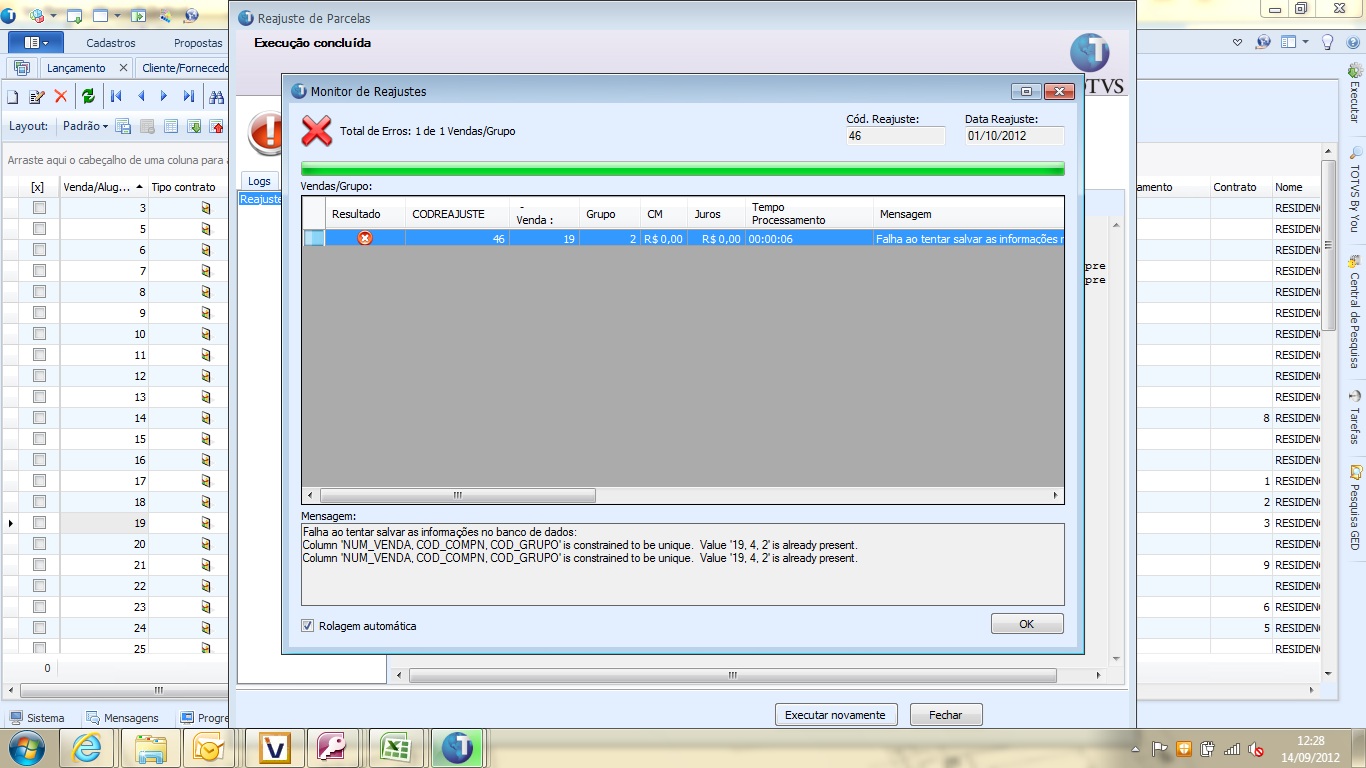 Reajuste de Parcelas
Cadastros
Propostas
Execução concluída
TOTVS
Lançamento
Cliente/Fornecedo
Layout: Padrão
Arraste aqui o cabeçalho de uma coluna para
[x] Venda/Alug... Tipo contrato
3
5
6
7
8
9
10
11
12
13
14
15
16
17
18
19
20
21
22
23
24
25
0
Logs
Reajuste
Monitor de Reajustes
Total de Erros: 1 de 1 Vendas/Grupo
Cód. Reajuste: Data Reajuste:
46 01/10/2012
Vendas/Grupo:
Resultado CODREAJUSTE - Venda : Grupo CM Juros Tempo Processamento Mensagem
46 19 2 R$ 0,00 R$ 0,00 00:00:06 Falha ao tentar salvar as informações
Mensagem:
Falha ao tentar salvar as informações no banco de dados:
Column 'NUM_VENDA, COD_COMPN, COD_GRUPO' is constrained to be unique.  Value '19, 4, 2' is already present.
Column 'NUM_VENDA, COD_COMPN, COD_GRUPO' is constrained to be unique.  Value '19, 4, 2' is already present.
Rolagem automática
OK
pre
pre
Executar novamente
Fechar
amento Contrato Nome
RESIDEN
RESIDEN
RESIDEN
RESIDEN
RESIDEN
RESIDEN
RESIDEN
RESIDEN
RESIDEN
RESIDEN
8 RESIDEN
RESIDEN
RESIDEN
1 RESIDEN
2 RESIDEN
3 RESIDEN
RESIDEN
9 RESIDEN
RESIDEN
6 RESIDEN
5 RESIDEN
RESIDEN
Executar
TOTVS By You
Central de Pesquisa
Tarefas
Pesquisa GED
Sistema
Mensagens
Progre
12:28
14/09/2012